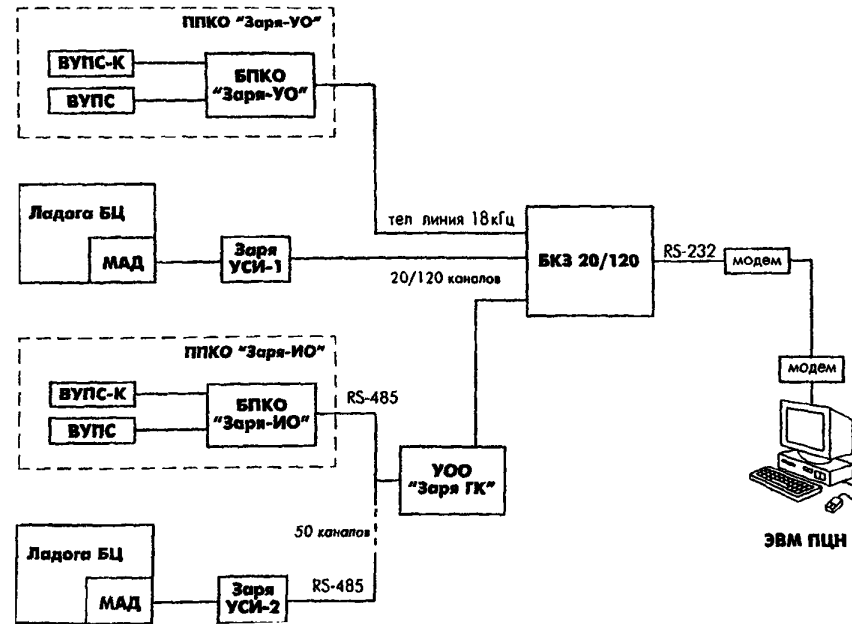 ППКО "Заря-УО"
ВУПС-К
ВУПС
БПКО
"Заря-УО"
Ладога БЦ
МАД
Заря
УСИ-1
тел линия 18кГц
20/120 каналов
БКЗ 20/120
RS-232
модем
модем
ЭВМ ПЦН
ППКО "Заря-ИО"
ВУПС-К
ВУПС
БПКО
"Заря-ИО"
RS-485
УОО
"Заря ГК"
50 каналов
Ладога БЦ
МАД
Заря
УСИ-2
RS-485